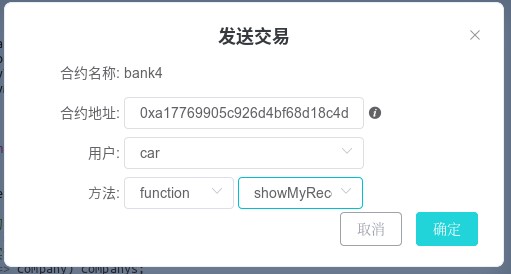 发送交易
合约名称: bank4
合约地址: 0xa17769905c926d4bf68d18c4d
用户: car
方法: function showMyRec
取消 确定
company) companys;